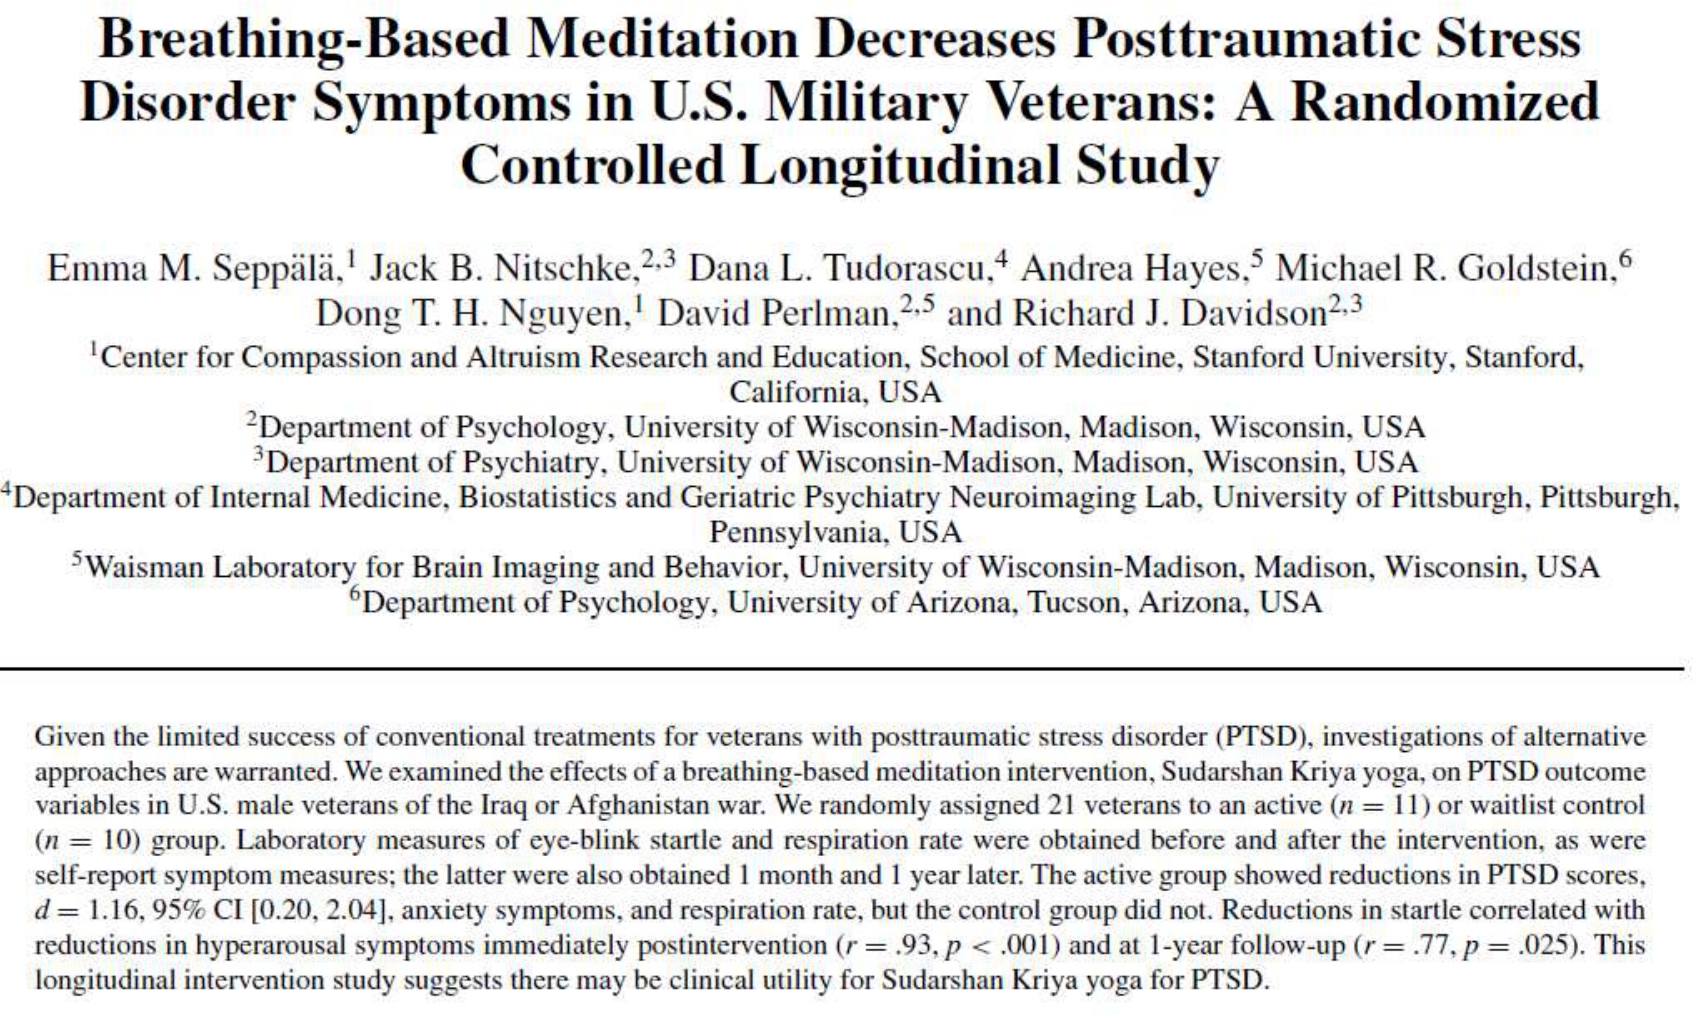 Breathing-Based Meditation Decreases Posttraumatic Stress
Disorder Symptoms in U.S. Military Veterans: A Randomized
Controlled Longitudinal Study
Emma M. Seppälä,1 Jack B. Nitschke,2,3 Dana L. Tudorascu,4 Andrea Hayes,5 Michael R. Goldstein,6
Dong T. H. Nguyen,1 David Perlman,2,5 and Richard J. Davidson2,3
1Center for Compassion and Altruism Research and Education, School of Medicine, Stanford University, Stanford,
California, USA
2Department of Psychology, University of Wisconsin-Madison, Madison, Wisconsin, USA
3Department of Psychiatry, University of Wisconsin-Madison, Madison, Wisconsin, USA
4Department of Internal Medicine, Biostatistics and Geriatric Psychiatry Neuroimaging Lab, University of Pittsburgh, Pittsburgh,
Pennsylvania, USA
5Waisman Laboratory for Brain Imaging and Behavior, University of Wisconsin-Madison, Madison, Wisconsin, USA
6Department of Psychology, University of Arizona, Tucson, Arizona, USA
Given the limited success of conventional treatments for veterans with posttraumatic stress disorder (PTSD), investigations of alternative
approaches are warranted. We examined the effects of a breathing-based meditation intervention, Sudarshan Kriya yoga, on PTSD outcome
variables in U.S. male veterans of the Iraq or Afghanistan war. We randomly assigned 21 veterans to an active (n = 11) or waitlist control
(n = 10) group. Laboratory measures of eye-blink startle and respiration rate were obtained before and after the intervention, as were
self-report symptom measures; the latter were also obtained 1 month and 1 year later. The active group showed reductions in PTSD scores,
d = 1.16, 95% CI [0.20, 2.04], anxiety symptoms, and respiration rate, but the control group did not. Reductions in startle correlated with
reductions in hyperarousal symptoms immediately postintervention (r = .93, p < .001) and at 1-year follow-up (r = .77, p = .025). This
longitudinal intervention study suggests there may be clinical utility for Sudarshan Kriya yoga for PTSD.